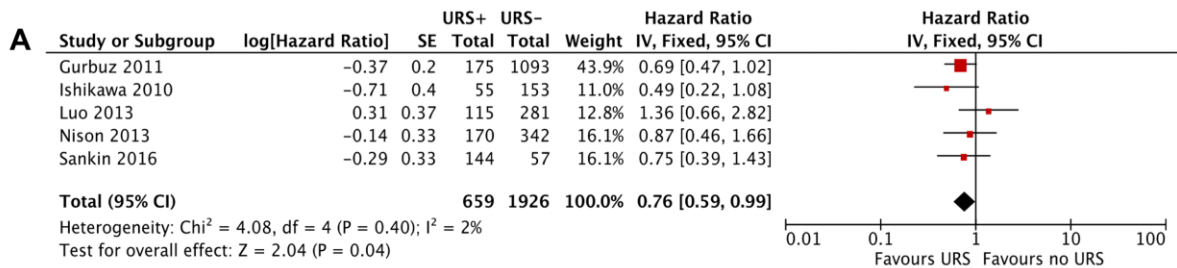 URS+ URS- Hazard Ratio Hazard Ratio
A Study or Subgroup log[Hazard Ratio] SE Total Total Weight IV, Fixed, 95% CI IV, Fixed, 95% CI
Gurbuz 2011 −0.37 0.2 175 1093 43.9% 0.69 [0.47, 1.02]
Ishikawa 2010 −0.71 0.4 55 153 11.0% 0.49 [0.22, 1.08]
Luo 2013 0.31 0.37 115 281 12.8% 1.36 [0.66, 2.82]
Nison 2013 −0.14 0.33 170 342 16.1% 0.87 [0.46, 1.66]
Sankin 2016 −0.29 0.33 144 57 16.1% 0.75 [0.39, 1.43]
Total (95% CI) 659 1926 100.0% 0.76 [0.59, 0.99]
Heterogeneity: Chi² = 4.08, df = 4 (P = 0.40); I² = 2%
Test for overall effect: Z = 2.04 (P = 0.04)
0.01 0.1 1 10 100
Favours URS Favours no URS